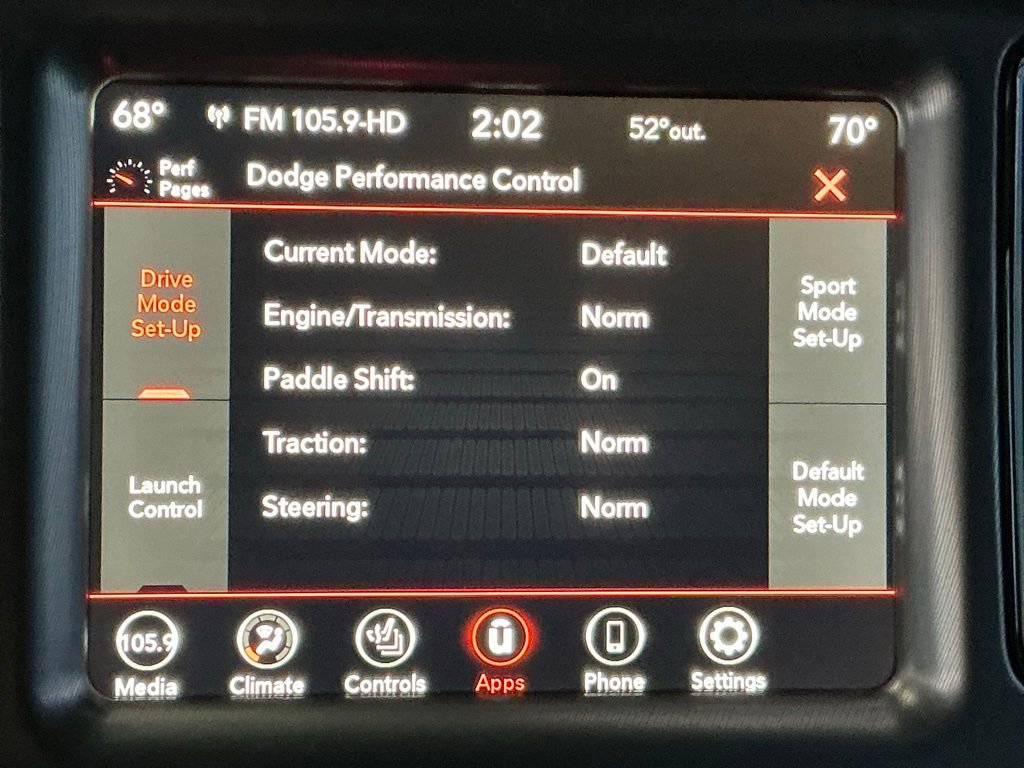 68° FM 105.9-HD 2:02 52°out. 70°
Perf
Pages
Dodge Performance Control
Drive
Mode
Set-Up
Launch
Control
Current Mode: Default
Engine/Transmission: Norm
Paddle Shift: On
Traction: Norm
Steering: Norm
Sport
Mode
Set-Up
Default
Mode
Set-Up
105.9
Media Climate Controls Apps Phone Settings